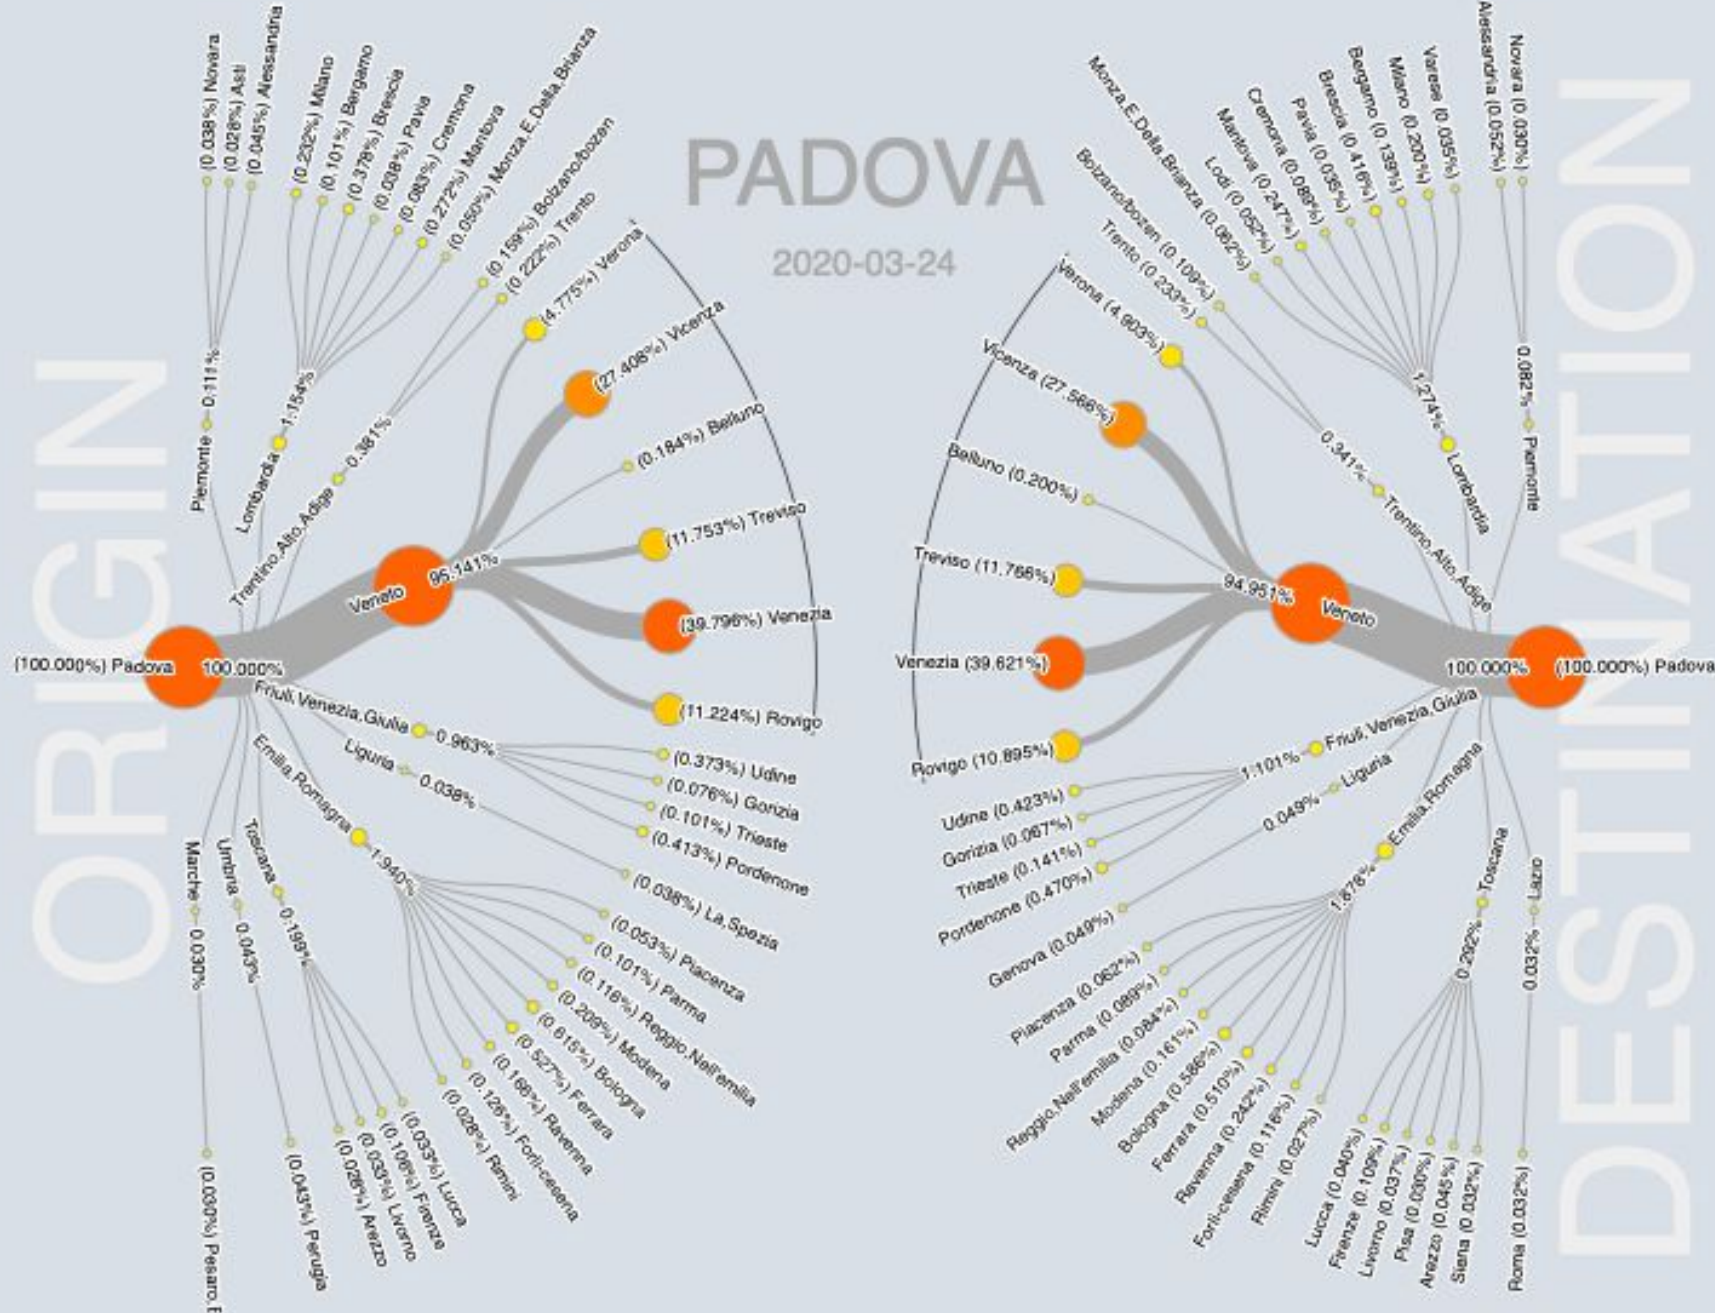 PADOVA
2020-03-24
ORIGIN
(100.000%) Padova
100.000%
Piemonte
0.111%
(0.038%) Novara
(0.028%) Asti
(0.045%) Alessandria
Lombardia
1.154%
(0.232%) Milano
(0.101%) Bergamo
(0.378%) Brescia
(0.038%) Pavia
(0.083%) Cremona
(0.272%) Mantova
(0.050%) Monza,E,Della,Brianza
Trentino,Alto,Adige
0.381%
(0.159%) Bolzano/bozen
(0.222%) Trento
Veneto
95.141%
(4.775%) Verona
(27.408%) Vicenza
(0.184%) Belluno
(11.753%) Treviso
(39.796%) Venezia
(11.224%) Rovigo
Friuli,Venezia,Giulia
0.963%
(0.373%) Udine
(0.076%) Gorizia
(0.101%) Trieste
(0.413%) Pordenone
Liguria
0.038%
(0.038%) La,Spezia
Emilia,Romagna
1.940%
(0.053%) Piacenza
(0.101%) Parma
(0.116%) Reggio,Nell'emilia
(0.209%) Modena
(0.615%) Bologna
(0.527%) Ferrara
(0.166%) Ravenna
(0.126%) Forli-cesena
(0.028%) Rimini
Toscana
0.199%
(0.033%) Lucca
(0.106%) Firenze
(0.033%) Livorno
(0.028%) Arezzo
Umbria
0.043%
(0.043%) Perugia
Marche
0.030%
(0.030%) Pesaro,
DESTINATION
(100.000%) Padova
100.000%
Piemonte
0.082%
Novara (0.030%)
Alessandria (0.052%)
Lombardia
1.274%
Varese (0.035%)
Milano (0.200%)
Bergamo (0.139%)
Brescia (0.416%)
Pavia (0.035%)
Cremona (0.089%)
Mantova (0.247%)
Lodi (0.052%)
Monza,E,Della,Brianza (0.062%)
Trentino,Alto,Adige
0.341%
Bolzano/bozen (0.109%)
Trento (0.233%)
Veneto
94.951%
Verona (4.903%)
Vicenza (27.566%)
Belluno (0.200%)
Treviso (11.766%)
Venezia (39.621%)
Rovigo (10.895%)
Friuli,Venezia,Giulia
1.101%
Udine (0.423%)
Gorizia (0.067%)
Trieste (0.141%)
Pordenone (0.470%)
Liguria
0.049%
Genova (0.049%)
Emilia,Romagna
1.878%
Piacenza (0.062%)
Parma (0.089%)
Reggio,Nell'emilia (0.084%)
Modena (0.161%)
Bologna (0.586%)
Ferrara (0.510%)
Ravenna (0.242%)
Forli-cesena (0.116%)
Rimini (0.027%)
Toscana
0.292%
Lucca (0.040%)
Firenze (0.109%)
Livorno (0.037%)
Pisa (0.030%)
Arezzo (0.045%)
Siena (0.032%)
Lazio
0.032%
Roma (0.032%)